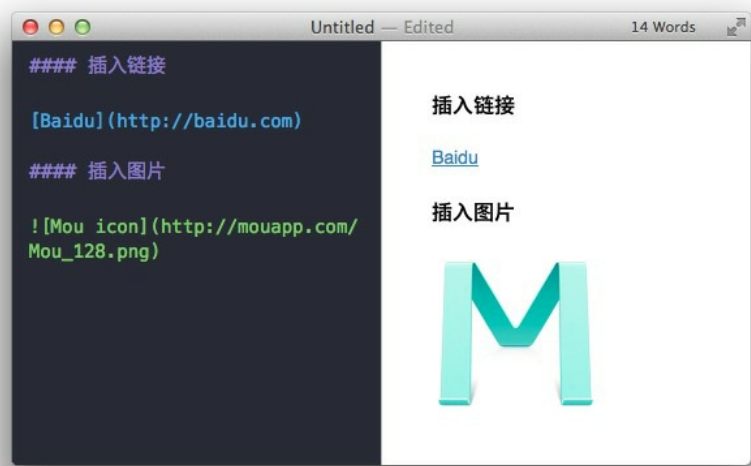 Untitled — Edited
14 Words
#### 插入链接
[Baidu](http://baidu.com)
#### 插入图片
![Mou icon](http://mouapp.com/
Mou_128.png)
插入链接
Baidu
插入图片